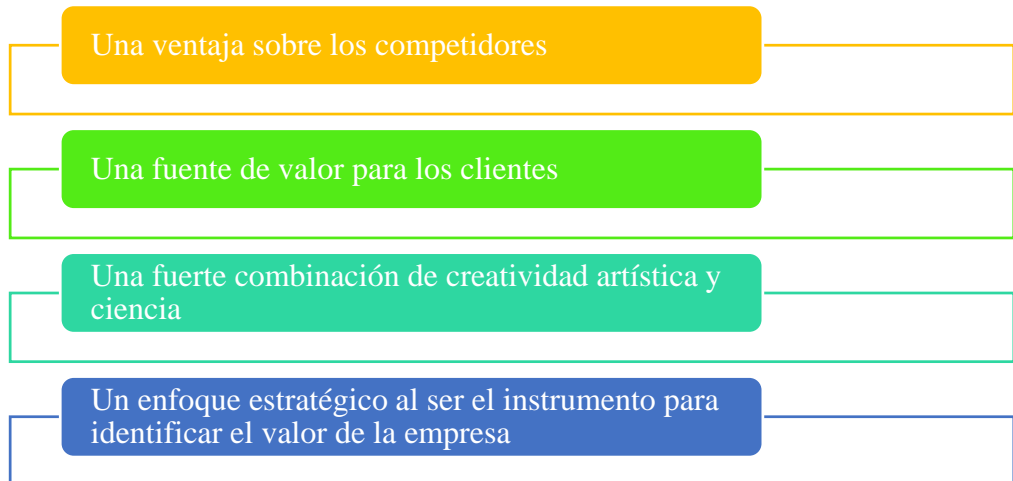 Una ventaja sobre los competidores
Una fuente de valor para los clientes
Una fuerte combinación de creatividad artística y
ciencia
Un enfoque estratégico al ser el instrumento para
identificar el valor de la empresa